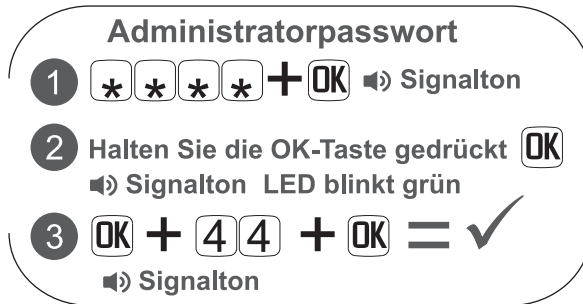 Administratorpasswort
1 * * * * + OK Signalton
2 Halten Sie die OK-Taste gedrückt OK
Signalton LED blinkt grün
3 OK + 4 4 + OK = ✓
Signalton